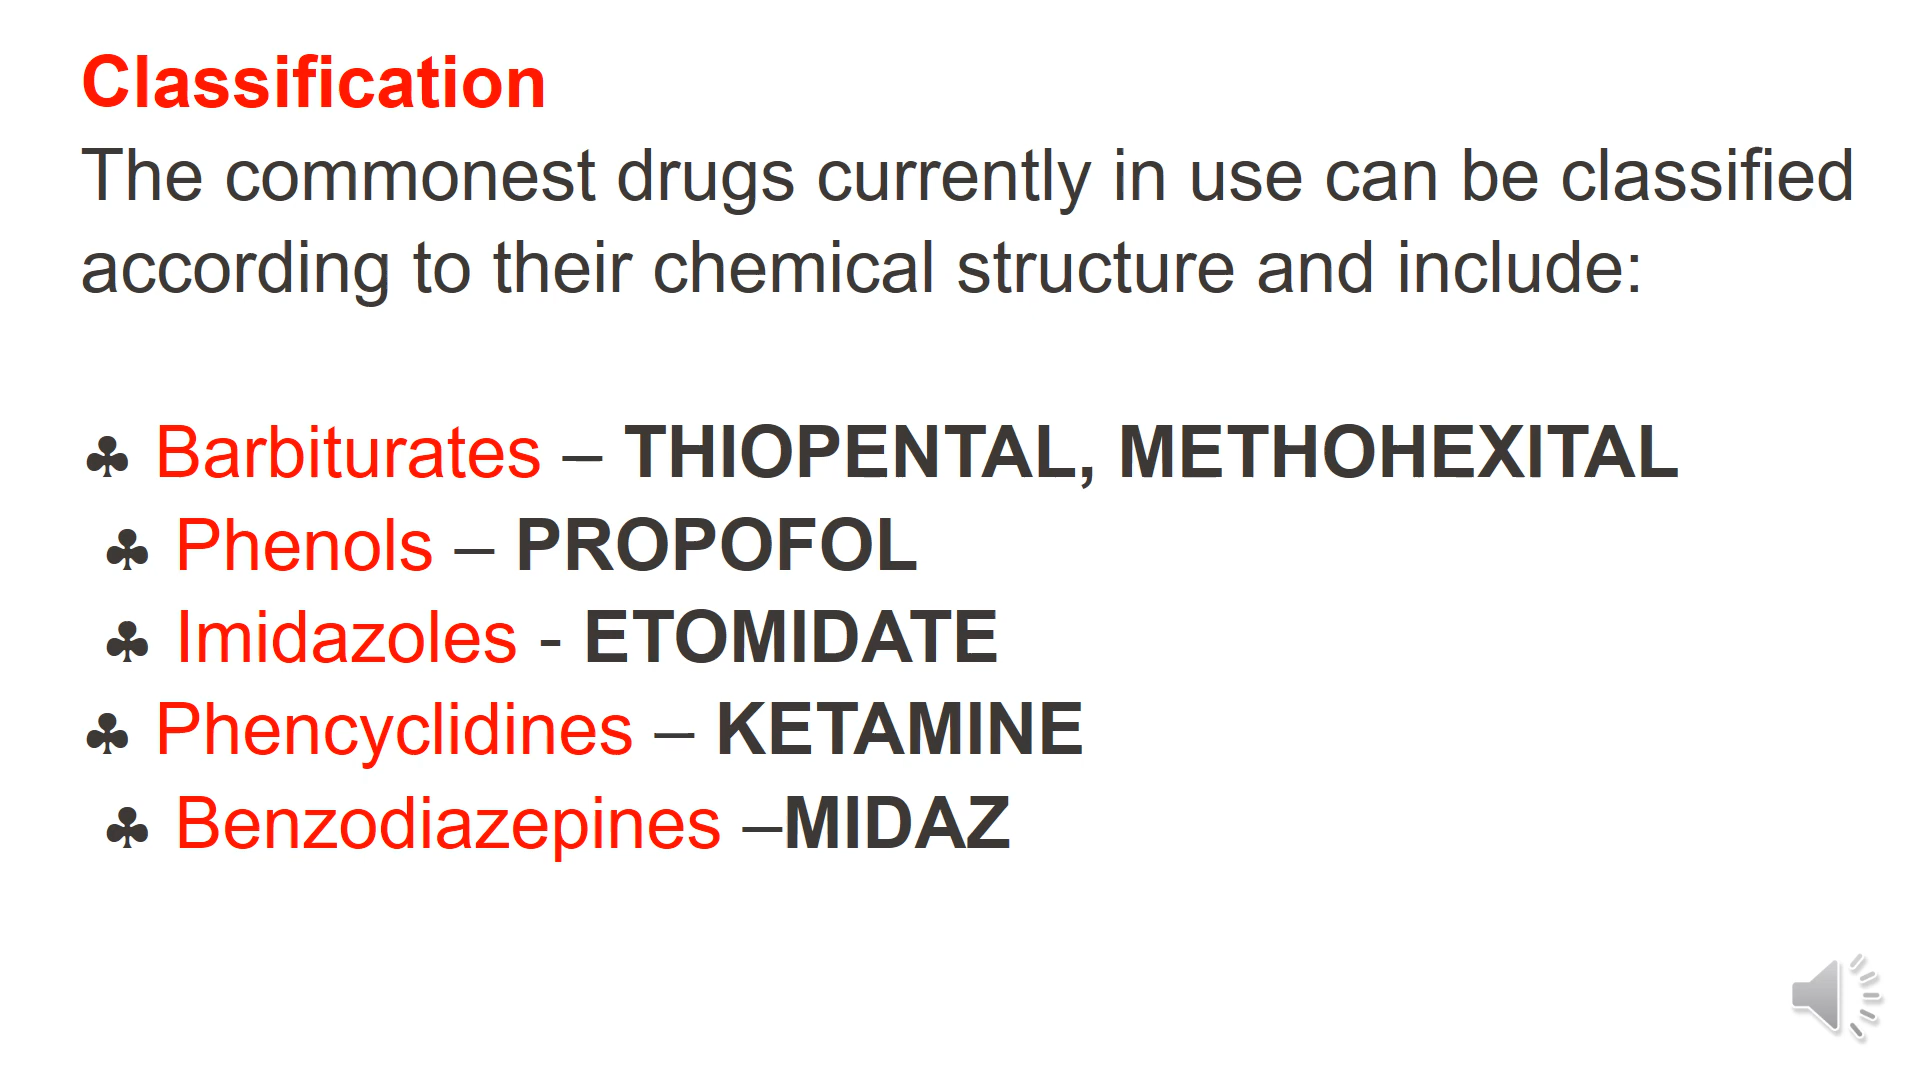 Classification
The commonest drugs currently in use can be classified
according to their chemical structure and include:
♣ Barbiturates – THIOPENTAL, METHOHEXITAL
♣ Phenols – PROPOFOL
♣ Imidazoles - ETOMIDATE
♣ Phencyclidines – KETAMINE
♣ Benzodiazepines –MIDAZ